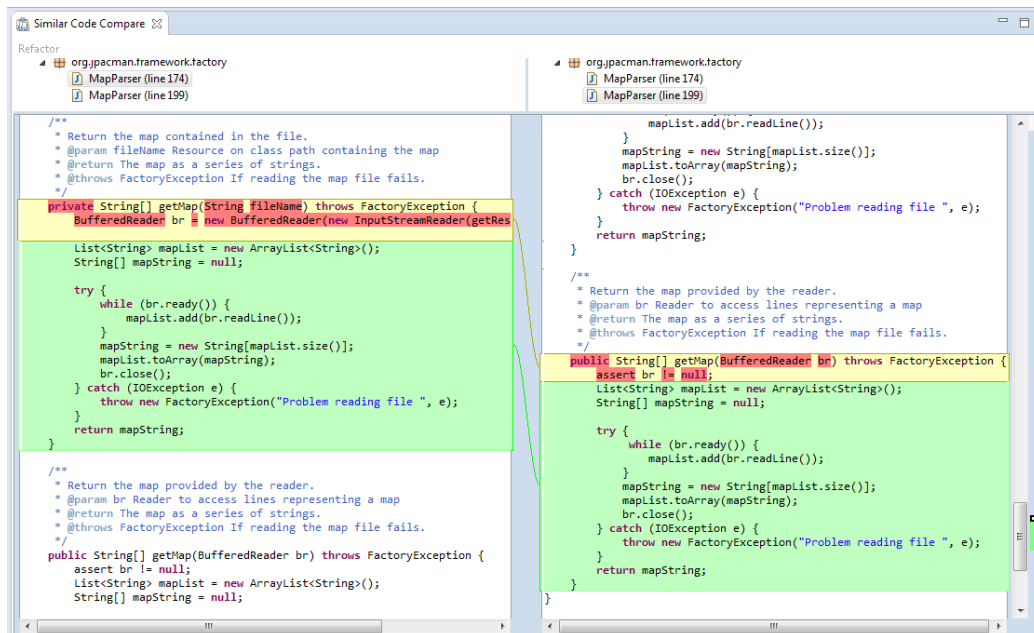 Similar Code Compare
Refactor
org.jpacman.framework.factory
MapParser (line 174)
MapParser (line 199)
/**
* Return the map contained in the file.
* @param fileName Resource on class path containing the map
* @return The map as a series of strings.
* @throws FactoryException If reading the map file fails.
*/
private String[] getMap(String fileName) throws FactoryException {
BufferedReader br = new BufferedReader(new InputStreamReader(getRes
List<String> mapList = new ArrayList<String>();
String[] mapString = null;
try {
while (br.ready()) {
mapList.add(br.readLine());
}
mapString = new String[mapList.size()];
mapList.toArray(mapString);
br.close();
} catch (IOException e) {
throw new FactoryException("Problem reading file ", e);
}
return mapString;
}
/**
* Return the map provided by the reader.
* @param br Reader to access lines representing a map
* @return The map as a series of strings.
* @throws FactoryException If reading the map file fails.
*/
public String[] getMap(BufferedReader br) throws FactoryException {
assert br != null;
List<String> mapList = new ArrayList<String>();
String[] mapString = null;
org.jpacman.framework.factory
MapParser (line 174)
MapParser (line 199)
mapList.add(br.readLine());
}
mapString = new String[mapList.size()];
mapList.toArray(mapString);
br.close();
} catch (IOException e) {
throw new FactoryException("Problem reading file ", e);
}
return mapString;
}
/**
* Return the map provided by the reader.
* @param br Reader to access lines representing a map
* @return The map as a series of strings.
* @throws FactoryException If reading the map file fails.
*/
public String[] getMap(BufferedReader br) throws FactoryException {
assert br != null;
List<String> mapList = new ArrayList<String>();
String[] mapString = null;
try {
while (br.ready()) {
mapList.add(br.readLine());
}
mapString = new String[mapList.size()];
mapList.toArray(mapString);
br.close();
} catch (IOException e) {
throw new FactoryException("Problem reading file ", e);
}
return mapString;
}
}